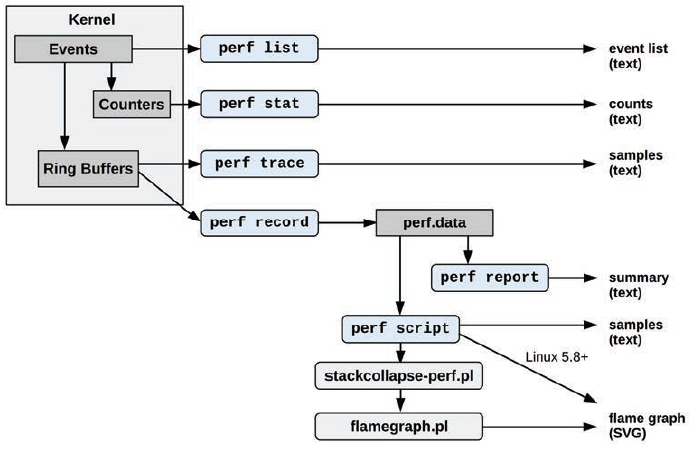 Kernel
Events
perf list
event list
(text)
Counters
perf stat
counts
(text)
Ring Buffers
perf trace
samples
(text)
perf record
perf.data
perf report
summary
(text)
perf script
samples
(text)
Linux 5.8+
stackcollapse-perf.pl
flamegraph.pl
flame graph
(SVG)